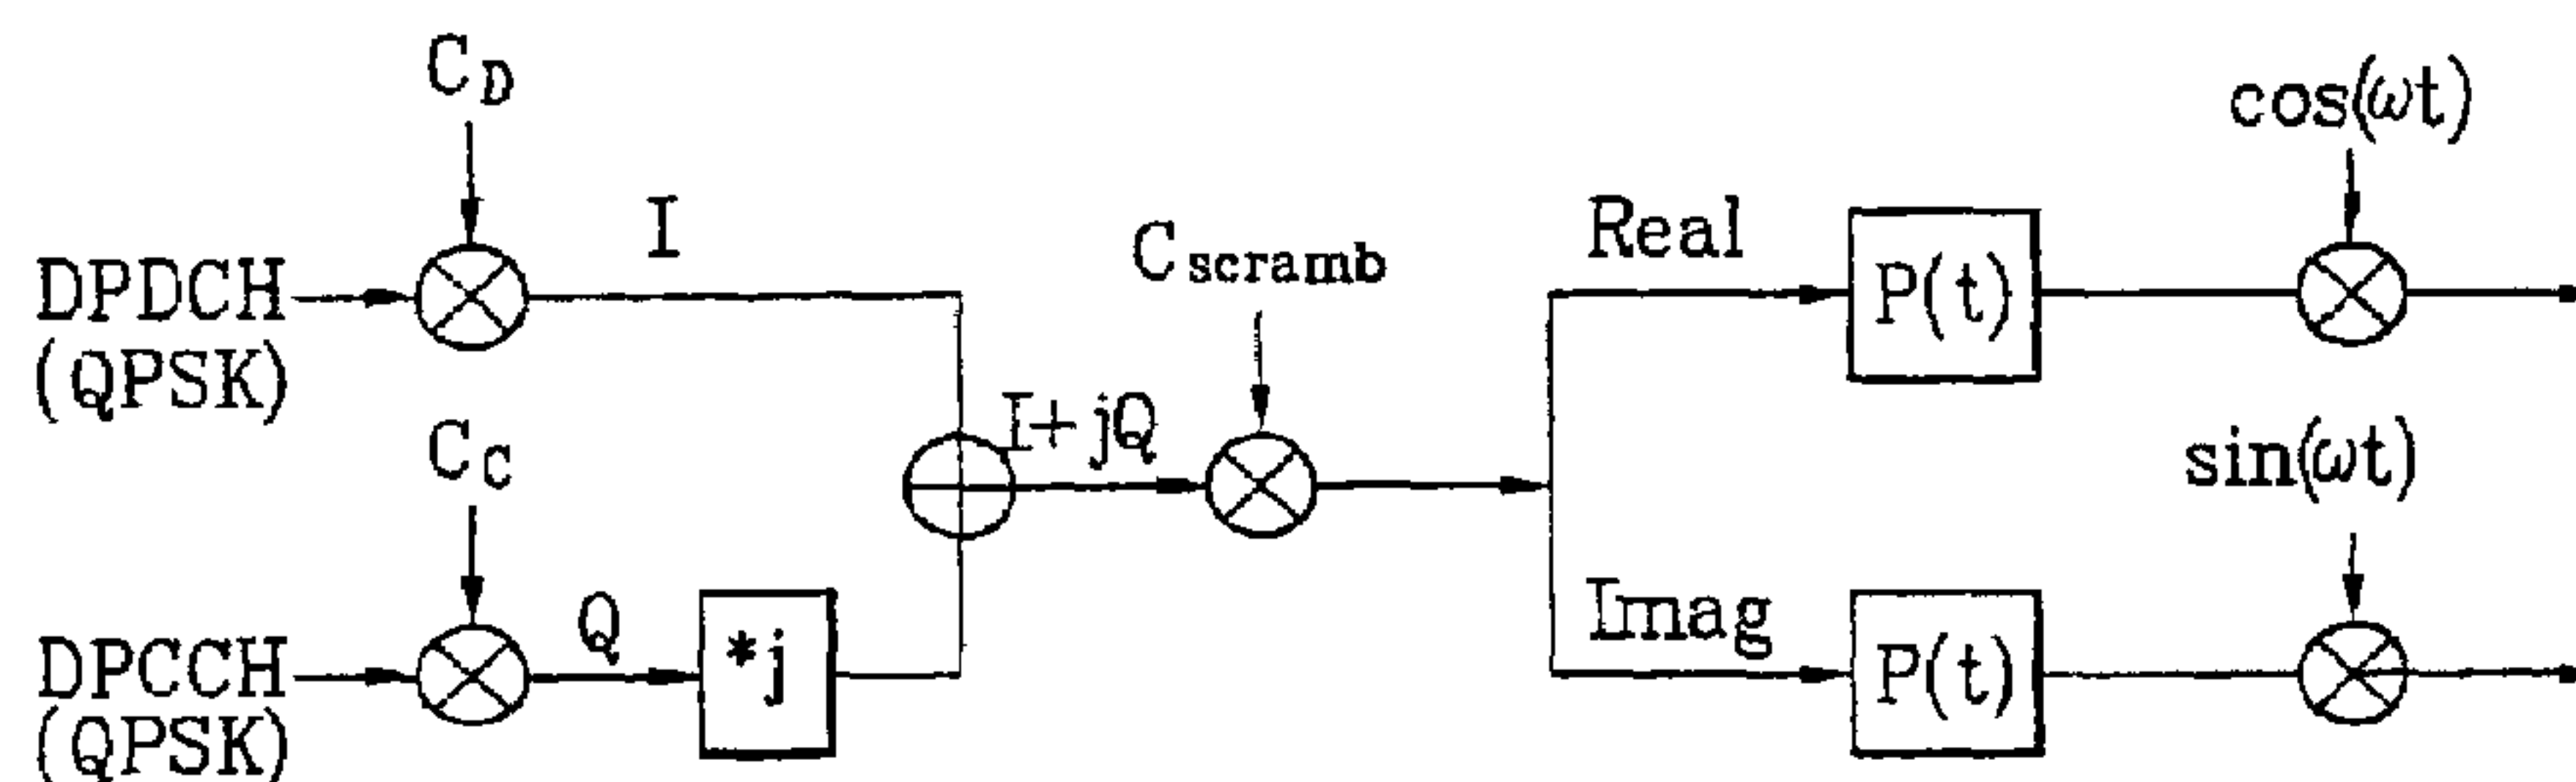 C_D
I
DPDCH
(QPSK)
C_C
Q
*j
DPCCH
(QPSK)
I+jQ
C_scramb
Real
P(t)
cos(ωt)
Imag
P(t)
sin(ωt)